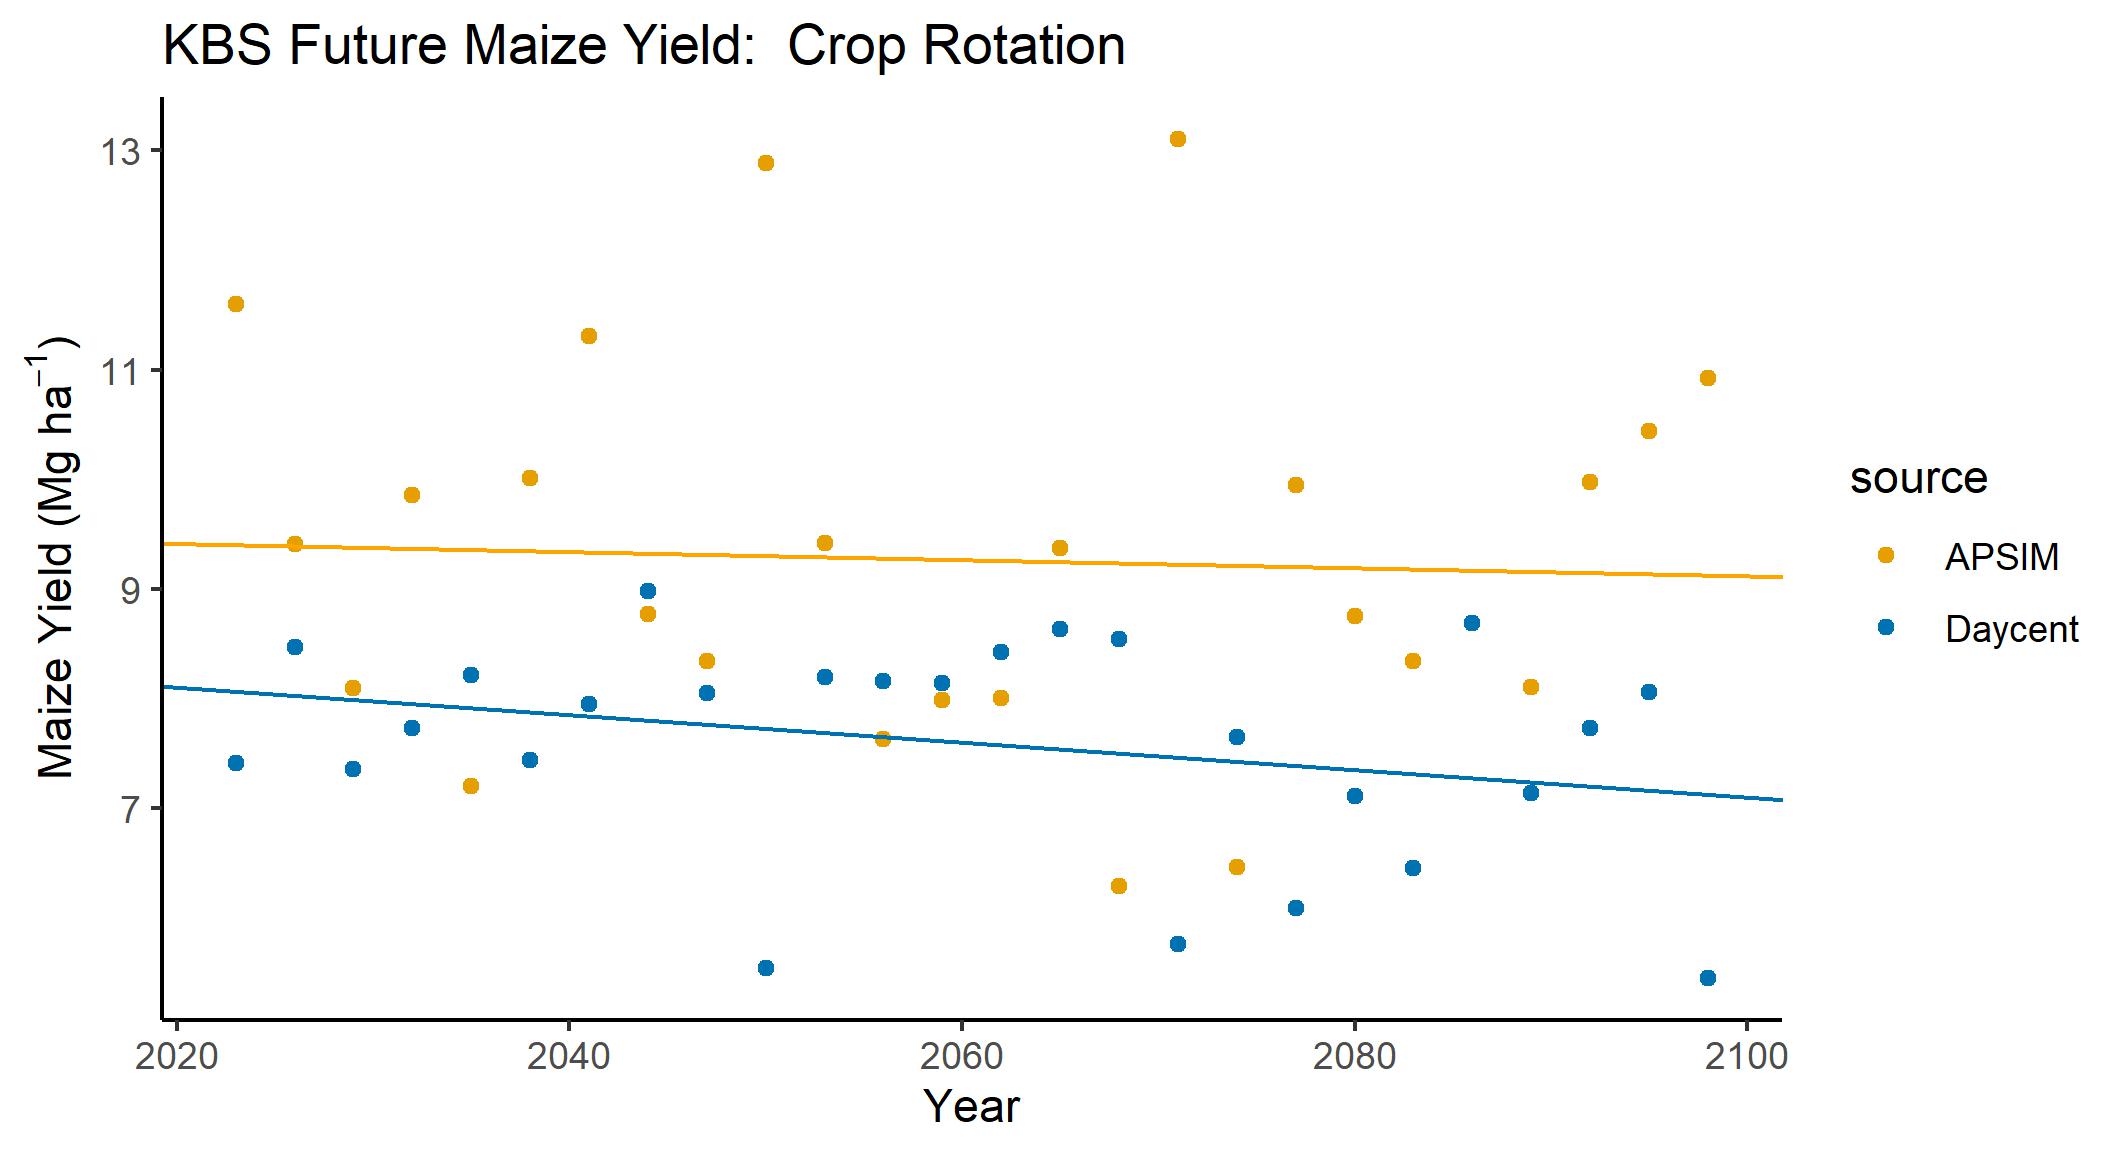 KBS Future Maize Yield:  Crop Rotation
Maize Yield (Mg ha⁻¹)
13
11
9
7
2020 2040 2060 2080 2100
Year
source
APSIM
Daycent